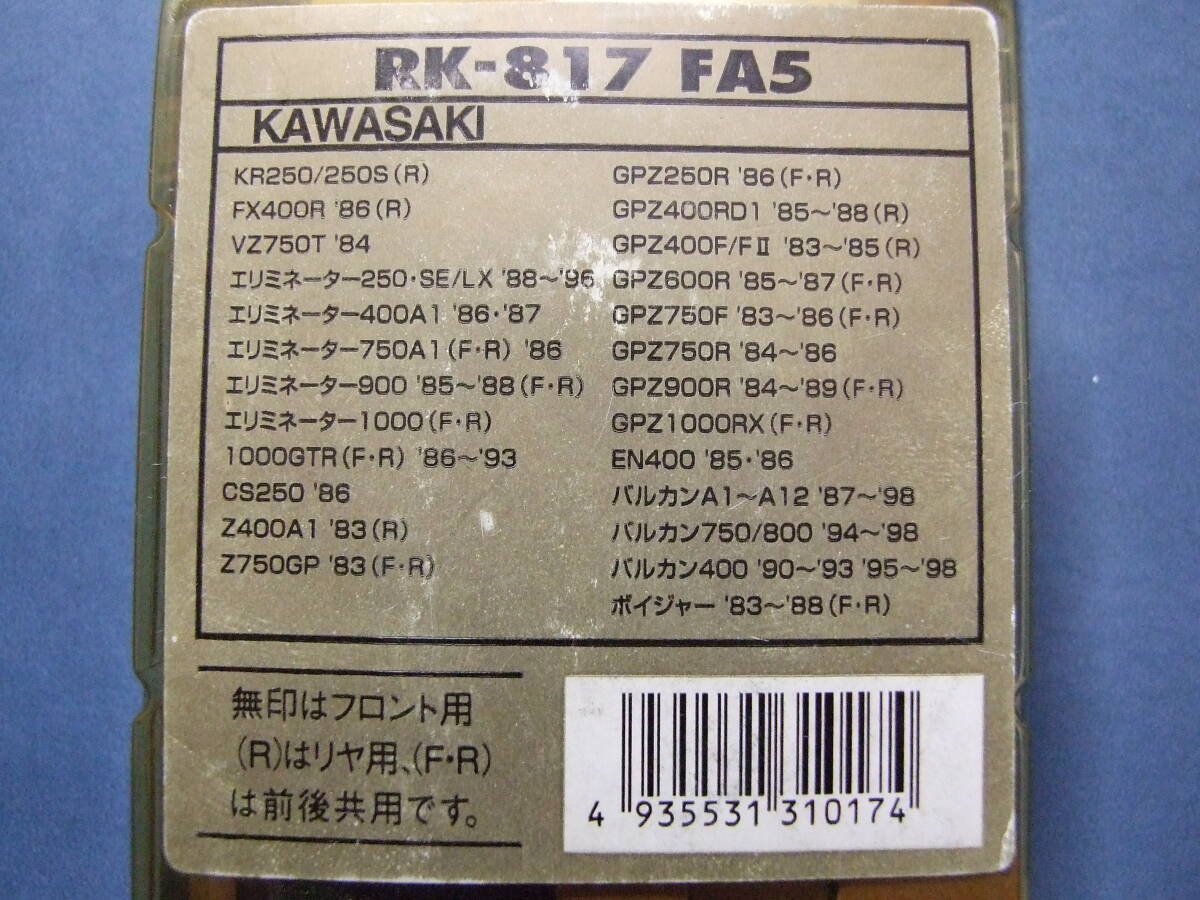 RK-817 FA5
KAWASAKI
KR250/250S(R)
FX400R '86(R)
VZ750T '84
エリミネーター250・SE/LX '88～'96
エリミネーター400A1 '86・'87
エリミネーター750A1(F・R) '86
エリミネーター900 '85～'88(F・R)
エリミネーター1000(F・R)
1000GTR(F・R) '86～'93
CS250 '86
Z400A1 '83(R)
Z750GP '83(F・R)
GPZ250R '86(F・R)
GPZ400RD1 '85～'88(R)
GPZ400F/FⅡ '83～'85(R)
GPZ600R '85～'87(F・R)
GPZ750F '83～'86(F・R)
GPZ750R '84～'86
GPZ900R '84～'89(F・R)
GPZ1000RX(F・R)
EN400 '85・'86
バルカンA1～A12 '87～'98
バルカン750/800 '94～'98
バルカン400 '90～'93 '95～'98
ボイジャー '83～'88(F・R)
無印はフロント用
(R)はリヤ用、(F・R)
は前後共用です。
4 935531 310174